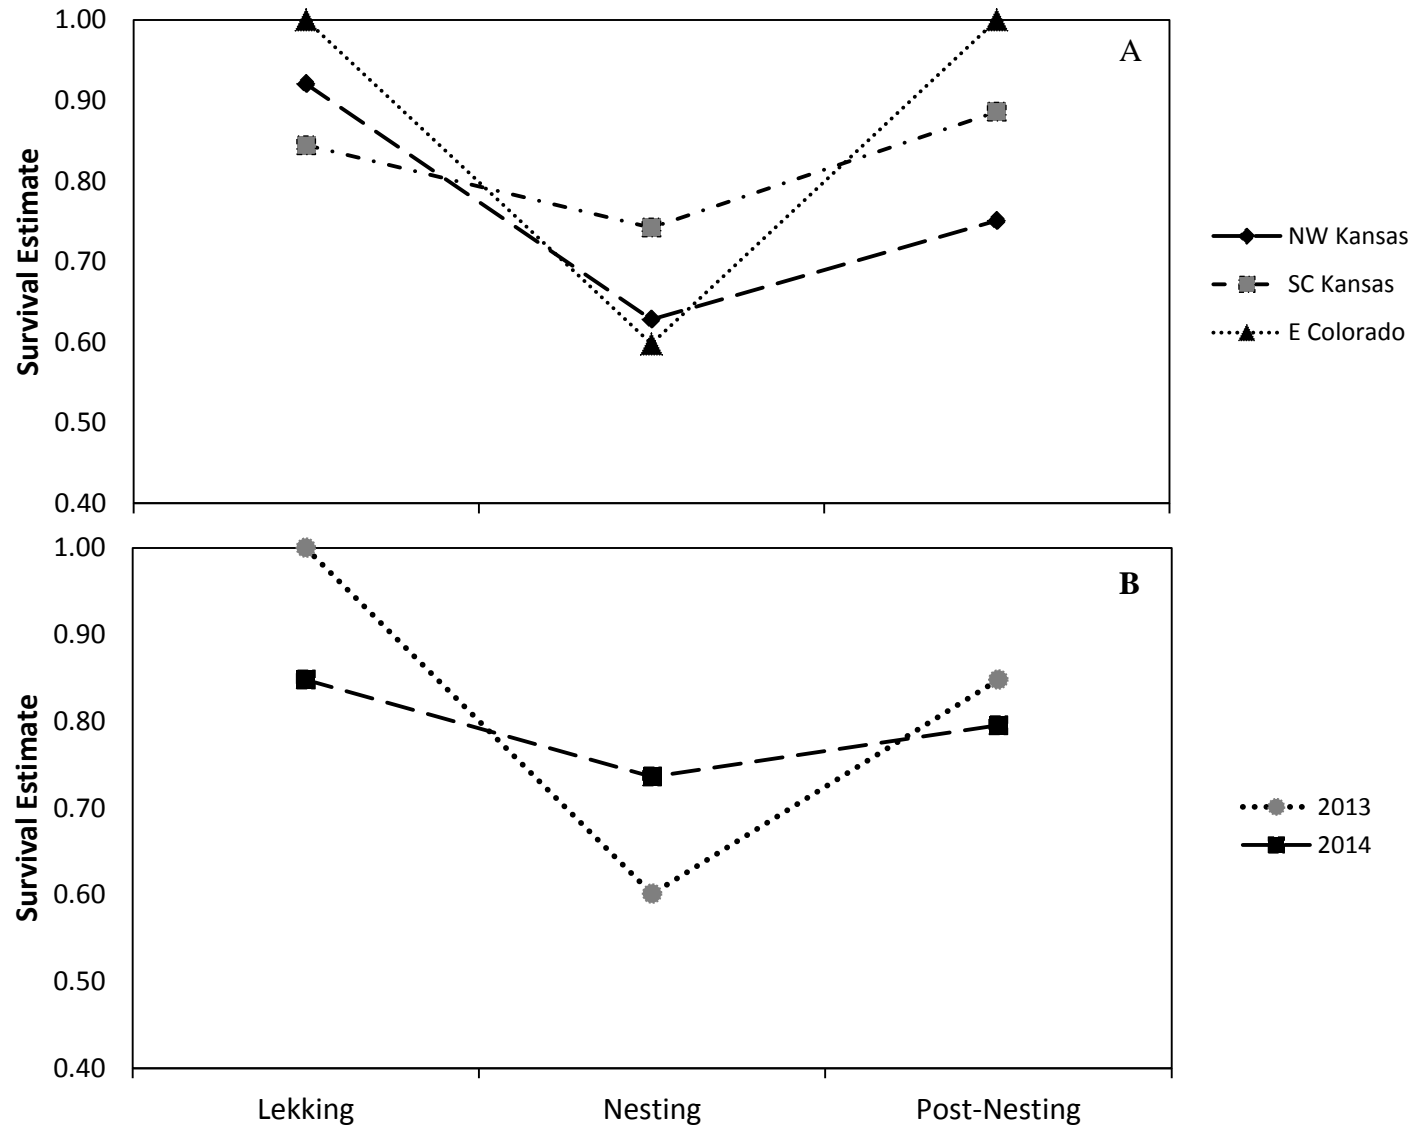 1.00
A
0.90
0.80
0.70
0.60
0.50
0.40
Survival Estimate
NW Kansas
SC Kansas
E Colorado
1.00
B
0.90
0.80
0.70
0.60
0.50
0.40
Survival Estimate
2013
2014
Lekking
Nesting
Post-Nesting